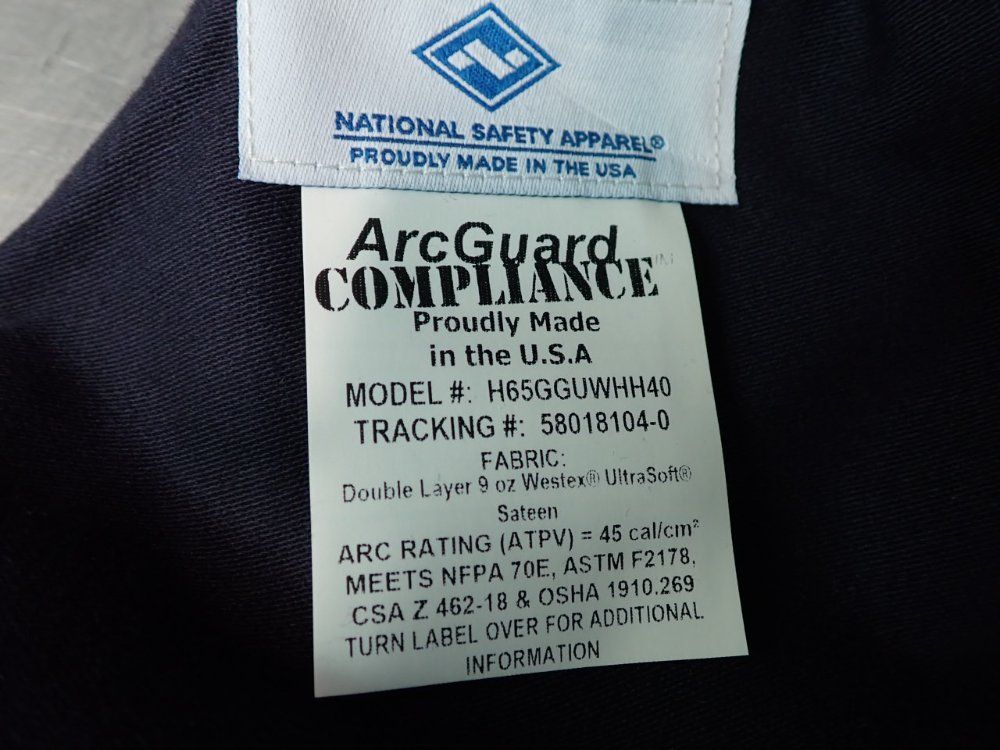 NATIONAL SAFETY APPAREL®
PROUDLY MADE IN THE USA
ArcGuard
COMPLIANCE™
Proudly Made
in the U.S.A
MODEL #: H65GGUWHH40
TRACKING #: 58018104-0
FABRIC:
Double Layer 9 oz Westex® UltraSoft®
Sateen
ARC RATING (ATPV) = 45 cal/cm²
MEETS NFPA 70E, ASTM F2178,
CSA Z 462-18 & OSHA 1910.269
TURN LABEL OVER FOR ADDITIONAL
INFORMATION